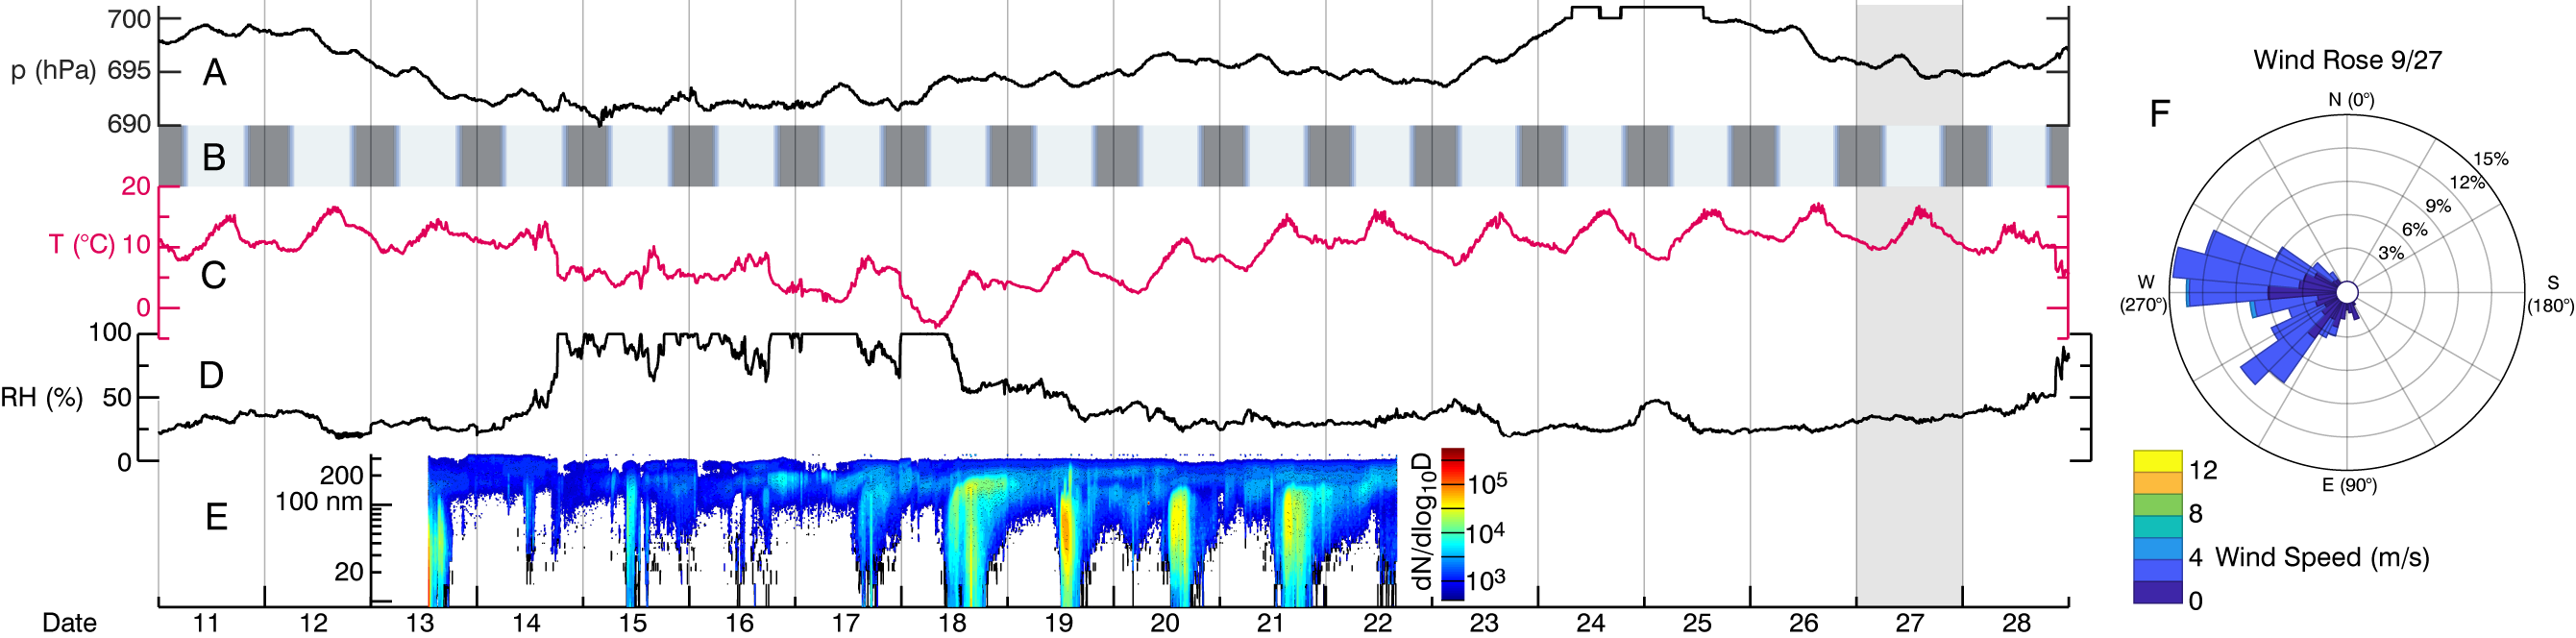 700
p (hPa) 695
690
A
B
20
T (°C) 10
0
C
100
RH (%) 50
0
D
200
100 nm
20
E
dN/dlog10D
10^5
10^4
10^3
Date 11 12 13 14 15 16 17 18 19 20 21 22 23 24 25 26 27 28
Wind Rose 9/27
F
N (0°)
15%
12%
9%
6%
3%
W
(270°)
S
(180°)
E (90°)
12
8
4
0
Wind Speed (m/s)